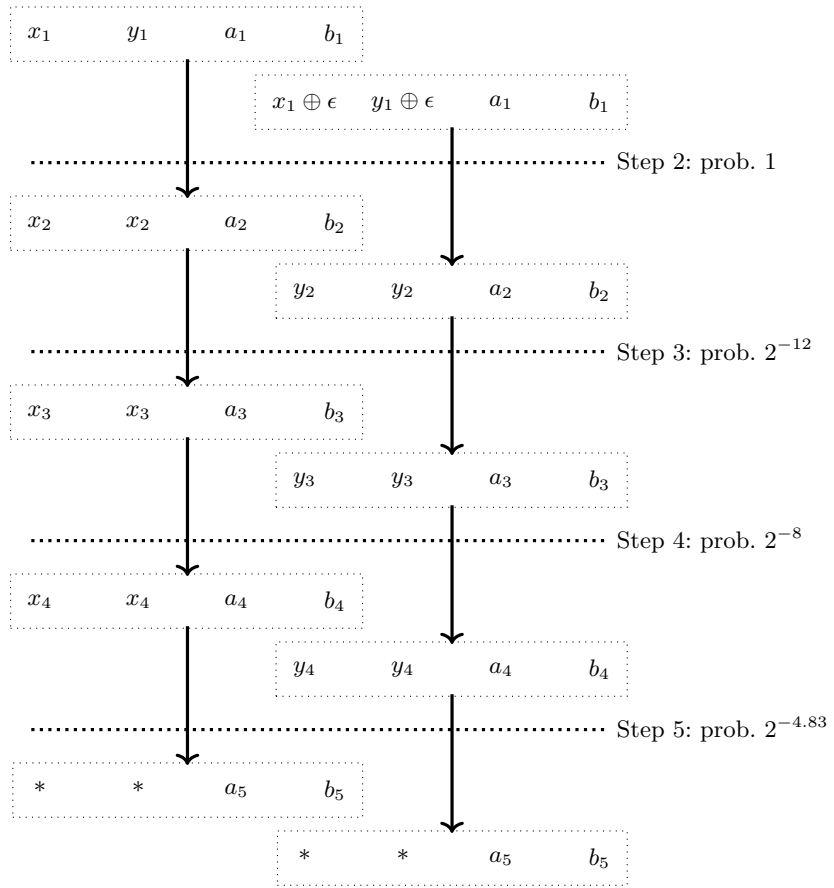 x₁ y₁ a₁ b₁
x₁ ⊕ ϵ y₁ ⊕ ϵ a₁ b₁
Step 2: prob. 1
x₂ x₂ a₂ b₂
y₂ y₂ a₂ b₂
Step 3: prob. 2⁻¹²
x₃ x₃ a₃ b₃
y₃ y₃ a₃ b₃
Step 4: prob. 2⁻⁸
x₄ x₄ a₄ b₄
y₄ y₄ a₄ b₄
Step 5: prob. 2^{−4.83}
* * a₅ b₅
* * a₅ b₅